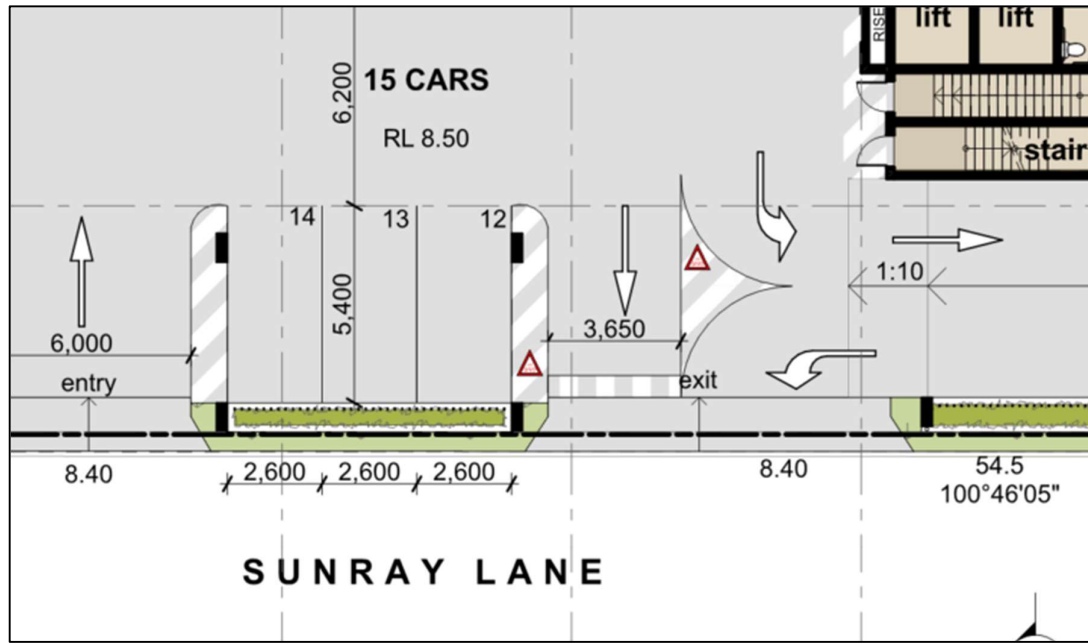 lift
lift
RISE
6,200
15 CARS
RL 8.50
stair
14
13
12
5,400
1:10
6,000
3,650
entry
exit
8.40
2,600
2,600
2,600
8.40
54.5
100°46'05"
SUNRAY LANE